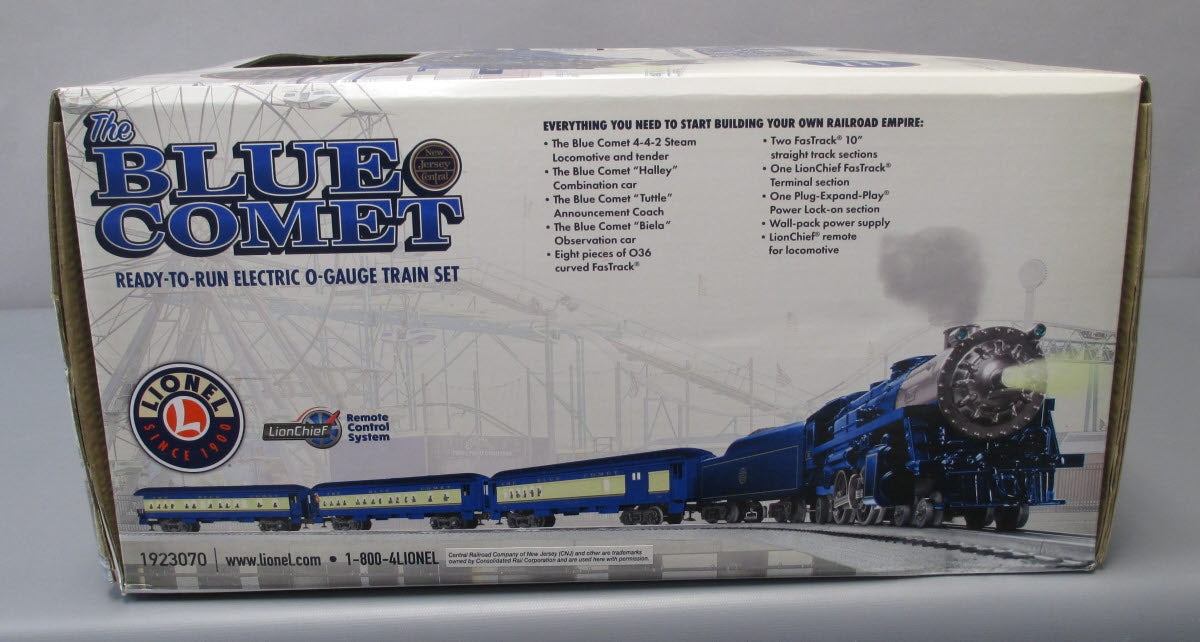 The
BLUE
COMET
New
Jersey
Central
READY-TO-RUN ELECTRIC O-GAUGE TRAIN SET
EVERYTHING YOU NEED TO START BUILDING YOUR OWN RAILROAD EMPIRE:
• The Blue Comet 4-4-2 Steam
Locomotive and tender
• The Blue Comet “Halley”
Combination car
• The Blue Comet “Tuttle”
Announcement Coach
• The Blue Comet “Biela”
Observation car
• Eight pieces of O36
curved FasTrack®
• Two FasTrack® 10”
straight track sections
• One LionChief FasTrack®
Terminal section
• One Plug-Expand-Play®
Power Lock-on section
• Wall-pack power supply
• LionChief® remote
for locomotive
LIONEL
L
SINCE 1900
LionChief
Remote
Control
System
THE BLUE COMET
1923070 | www.lionel.com • 1-800-4LIONEL
Central Railroad Company of New Jersey (CNJ) and other are trademarks
owned by Consolidated Rail Corporation and are used here with permission.